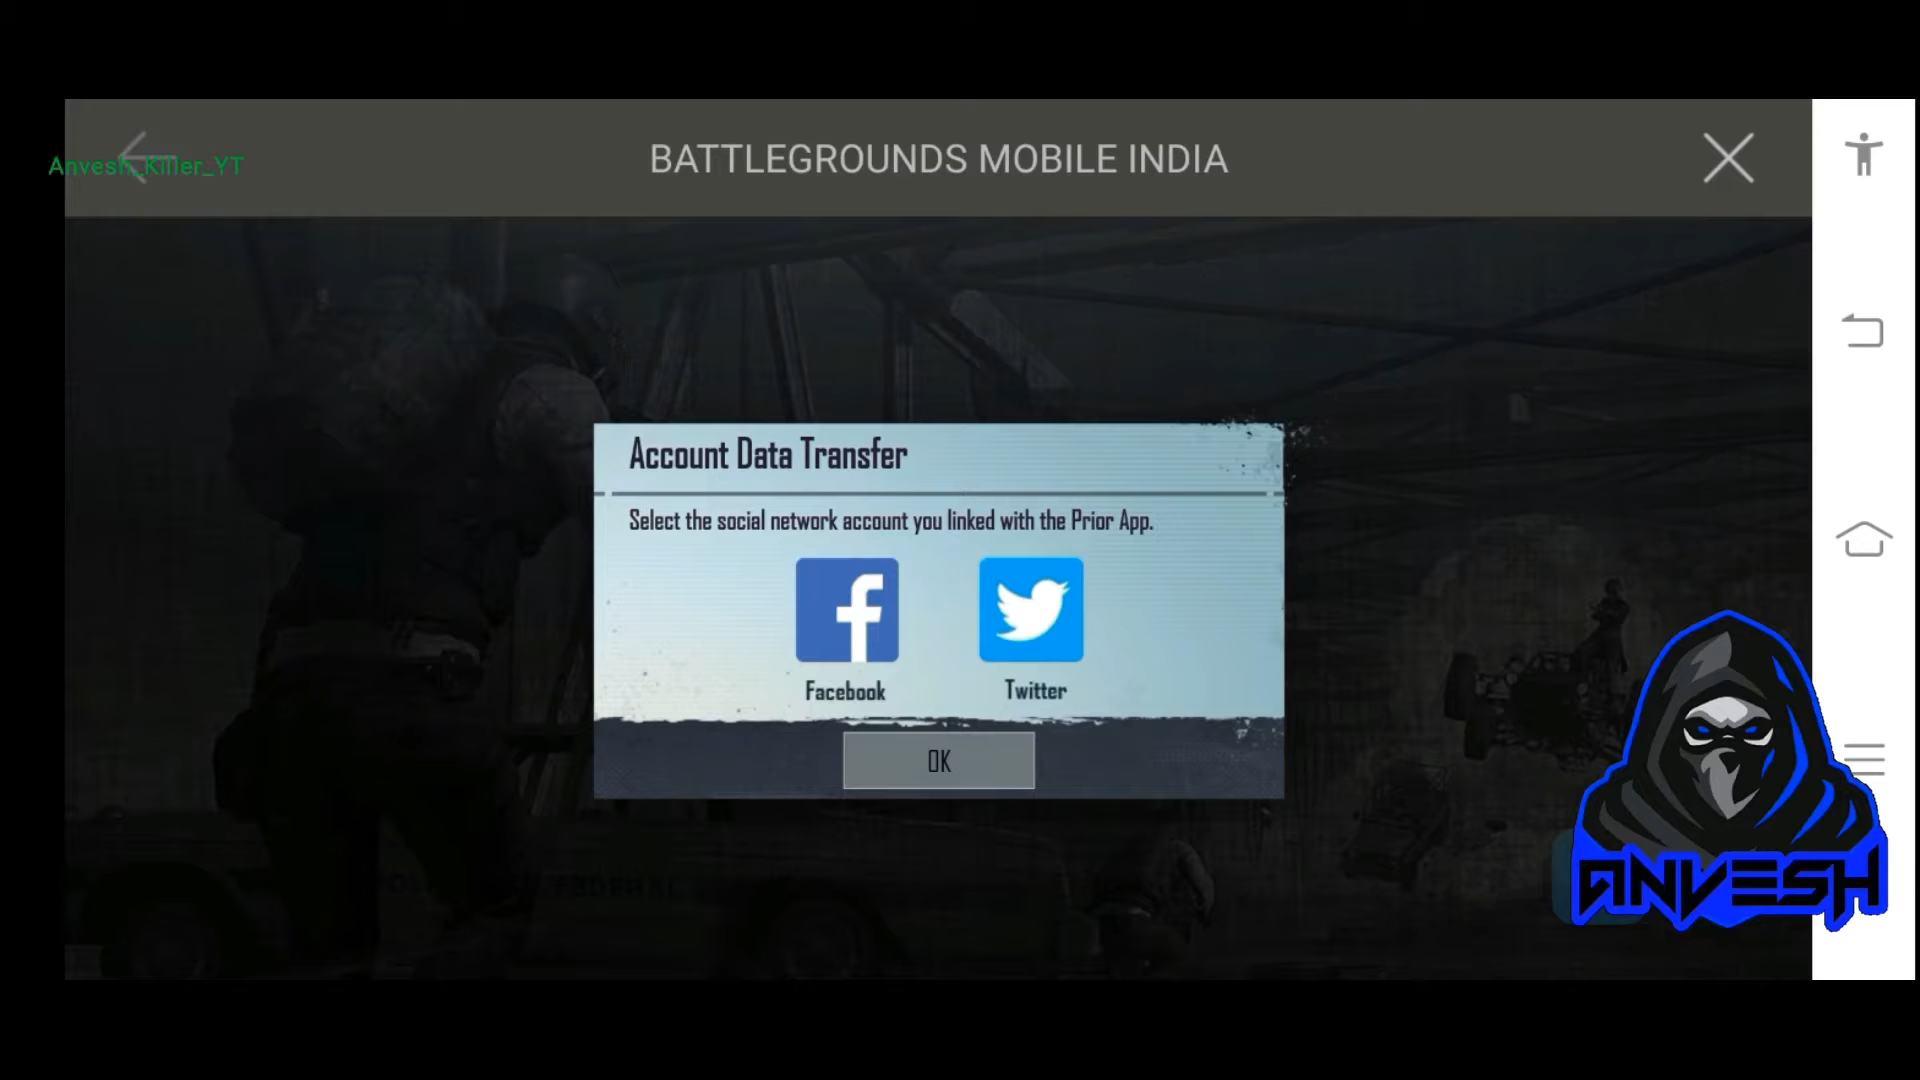 BATTLEGROUNDS MOBILE INDIA
Anvesh_Killer_YT
Account Data Transfer
Select the social network account you linked with the Prior App.
Facebook
Twitter
OK
ANVESH